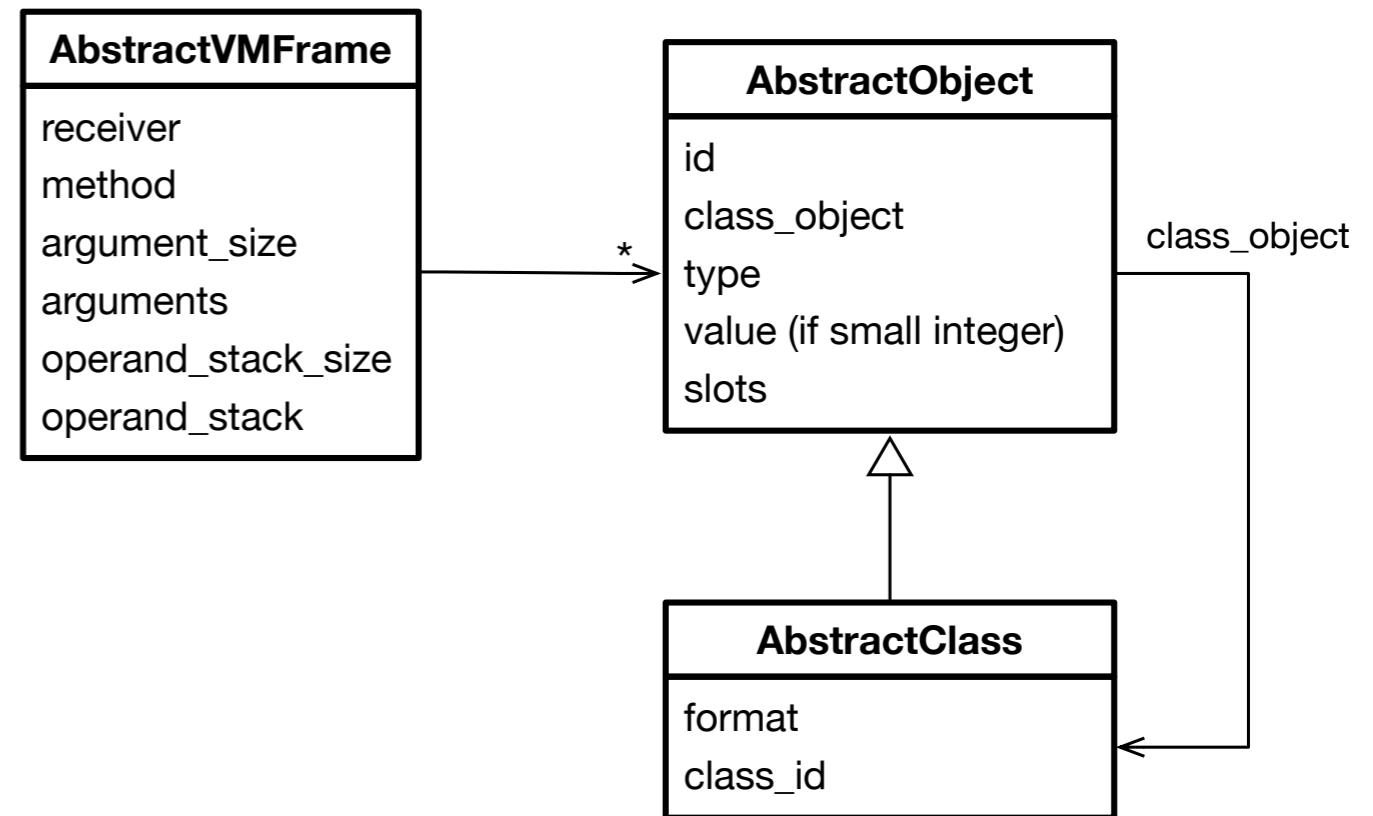 AbstractVMFrame
receiver
method
argument_size
arguments
operand_stack_size
operand_stack
*
AbstractObject
id
class_object
type
value (if small integer)
slots
class_object
AbstractClass
format
class_id